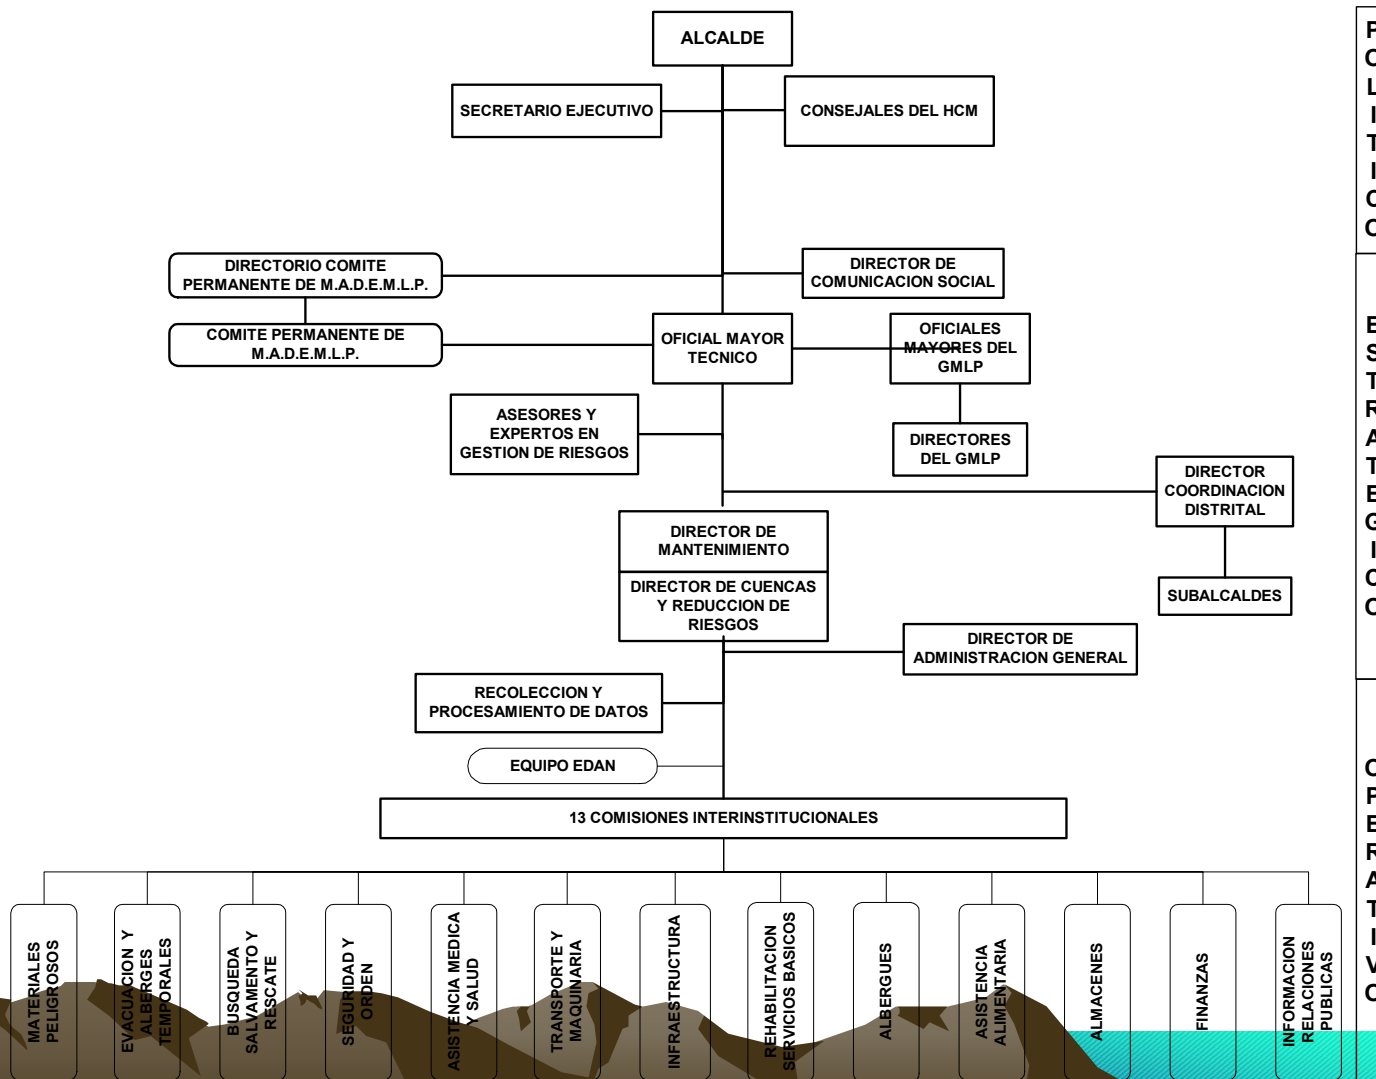 ALCALDE
SECRETARIO EJECUTIVO
CONSEJALES DEL HCM
DIRECTORIO COMITE
PERMANENTE DE M.A.D.E.M.L.P.
DIRECTOR DE
COMUNICACION SOCIAL
COMITE PERMANENTE DE
M.A.D.E.M.L.P.
OFICIAL MAYOR
TECNICO
OFICIALES
MAYORES DEL
GMLP
ASESORES Y
EXPERTOS EN
GESTION DE RIESGOS
DIRECTORES
DEL GMLP
DIRECTOR
COORDINACION
DISTRITAL
DIRECTOR DE
MANTENIMIENTO
DIRECTOR DE CUENCAS
Y REDUCCION DE
RIESGOS
SUBALCALDES
DIRECTOR DE
ADMINISTRACION GENERAL
RECOLECCION Y
PROCESAMIENTO DE DATOS
EQUIPO EDAN
13 COMISIONES INTERINSTITUCIONALES
MATERIALES
PELIGROSOS
EVACUACION Y
ALBERGES
TEMPORALES
BUSQUEDA
SALVAMENTO Y
RESCATE
SEGURIDAD Y
ORDEN
ASISTENCIA MEDICA
Y SALUD
TRANSPORTE Y
MAQUINARIA
INFRAESTRUCTURA
REHABILITACION
SERVICIOS BASICOS
ALBERGUES
ASISTENCIA
ALIMENTARIA
ALMACENES
FINANZAS
INFORMACION
RELACIONES
PUBLICAS
POLITICO
ESTRATEGICO
OPERATIVO